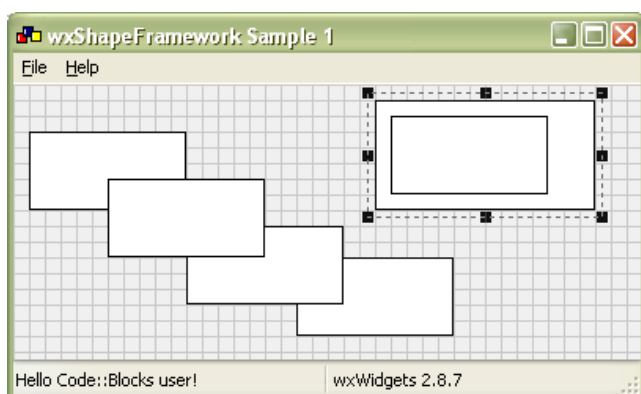 wxShapeFramework Sample 1
File Help
Hello Code::Blocks user! wxWidgets 2.8.7